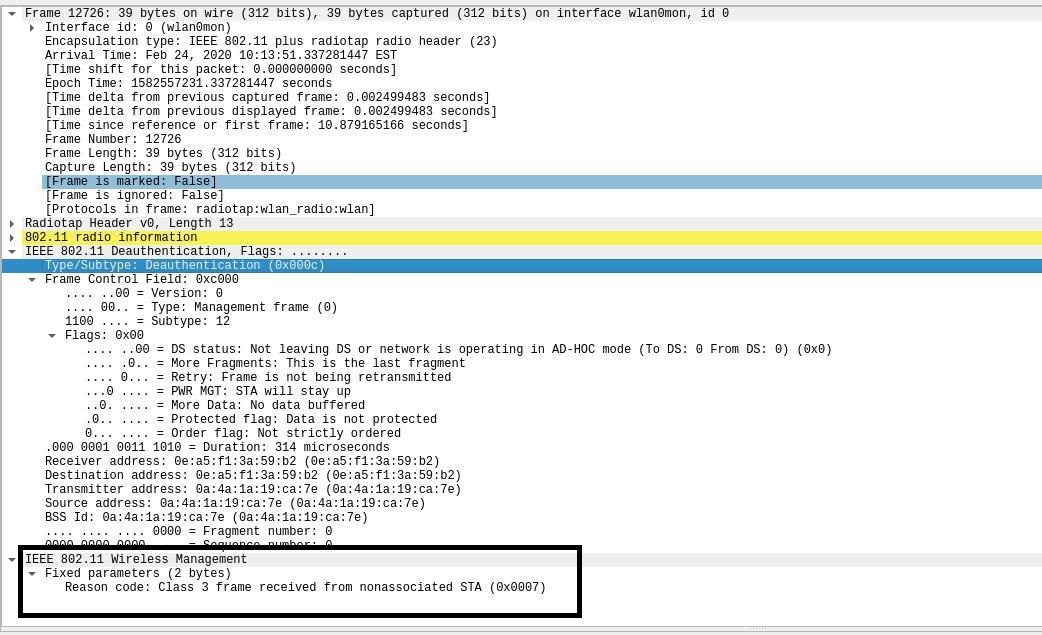 Frame 12726: 39 bytes on wire (312 bits), 39 bytes captured (312 bits) on interface wlan0mon, id 0
Interface id: 0 (wlan0mon)
Encapsulation type: IEEE 802.11 plus radiotap radio header (23)
Arrival Time: Feb 24, 2020 10:13:51.337281447 EST
[Time shift for this packet: 0.000000000 seconds]
Epoch Time: 1582557231.337281447 seconds
[Time delta from previous captured frame: 0.002499483 seconds]
[Time delta from previous displayed frame: 0.002499483 seconds]
[Time since reference or first frame: 10.879165166 seconds]
Frame Number: 12726
Frame Length: 39 bytes (312 bits)
Capture Length: 39 bytes (312 bits)
[Frame is marked: False]
[Frame is ignored: False]
[Protocols in frame: radiotap:wlan_radio:wlan]
Radiotap Header v0, Length 13
802.11 radio information
IEEE 802.11 Deauthentication, Flags: ........
Type/Subtype: Deauthentication (0x000c)
Frame Control Field: 0xc000
.... ..00 = Version: 0
.... 00.. = Type: Management frame (0)
1100 .... = Subtype: 12
Flags: 0x00
.... ..00 = DS status: Not leaving DS or network is operating in AD-HOC mode (To DS: 0 From DS: 0) (0x0)
.... .0.. = More Fragments: This is the last fragment
.... 0... = Retry: Frame is not being retransmitted
...0 .... = PWR MGT: STA will stay up
..0. .... = More Data: No data buffered
.0.. .... = Protected flag: Data is not protected
0... .... = Order flag: Not strictly ordered
.000 0001 0011 1010 = Duration: 314 microseconds
Receiver address: 0e:a5:f1:3a:59:b2 (0e:a5:f1:3a:59:b2)
Destination address: 0e:a5:f1:3a:59:b2 (0e:a5:f1:3a:59:b2)
Transmitter address: 0a:4a:1a:19:ca:7e (0a:4a:1a:19:ca:7e)
Source address: 0a:4a:1a:19:ca:7e (0a:4a:1a:19:ca:7e)
BSS Id: 0a:4a:1a:19:ca:7e (0a:4a:1a:19:ca:7e)
.... .... .... 0000 = Fragment number: 0
0000 0000 0000 .... = Sequence number: 0
IEEE 802.11 Wireless Management
Fixed parameters (2 bytes)
Reason code: Class 3 frame received from nonassociated STA (0x0007)